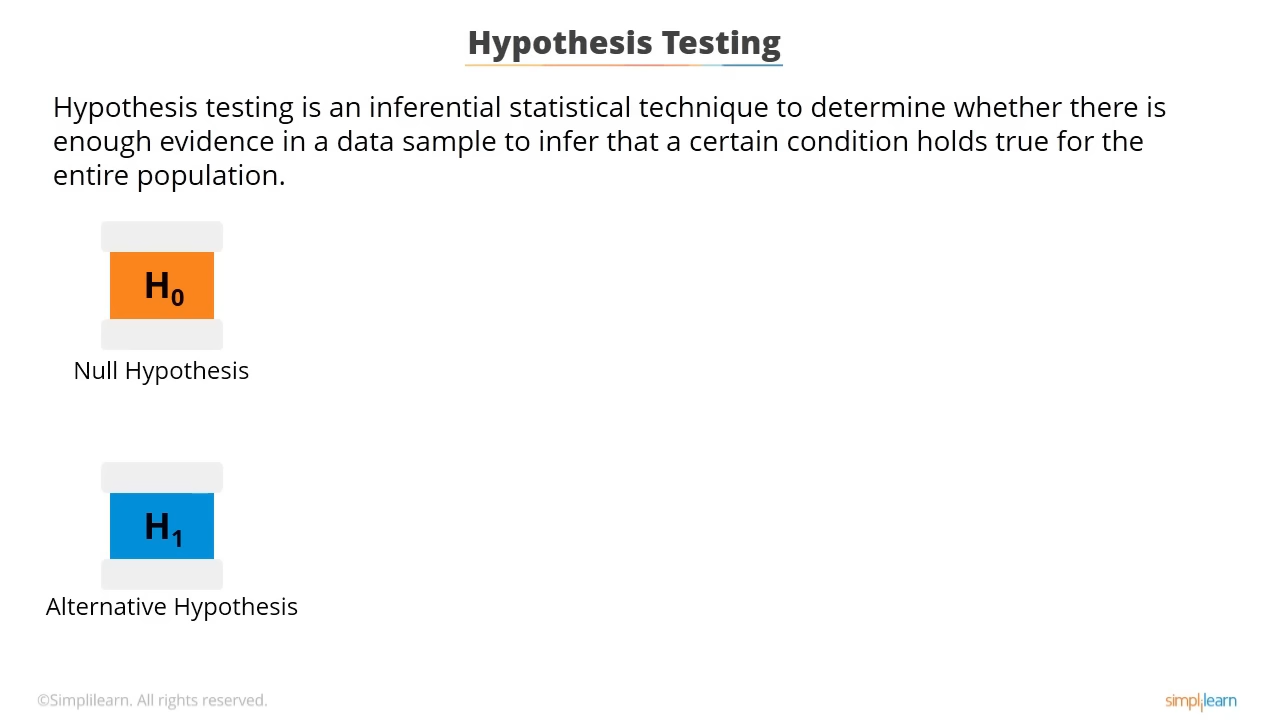 Hypothesis Testing
Hypothesis testing is an inferential statistical technique to determine whether there is
enough evidence in a data sample to infer that a certain condition holds true for the
entire population.
H₀
Null Hypothesis
H₁
Alternative Hypothesis
©Simplilearn. All rights reserved.
simplilearn